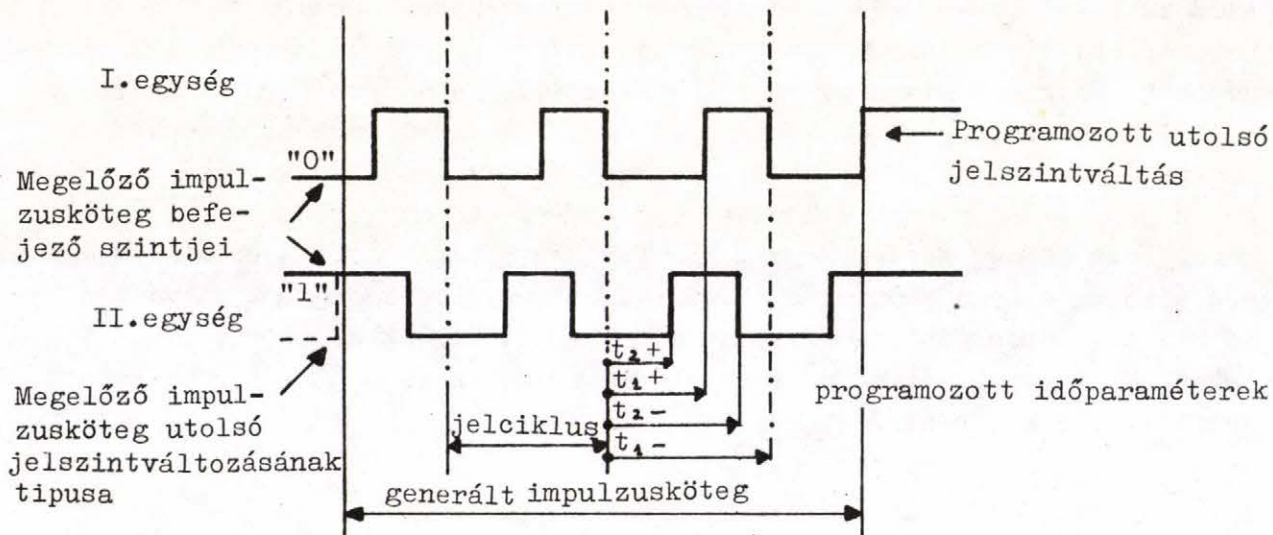 I.egység
"0"
Programozott utolsó
jelszintváltás
Megelőző impul-
zusköteg befe-
jező szintjei
"1"
II.egység
Megelőző impul-
zusköteg utolsó
jelszintváltozásának
tipusa
t₂+
t₁+
t₂-
t₁-
programozott időparaméterek
jelciklus
generált impulzusköteg